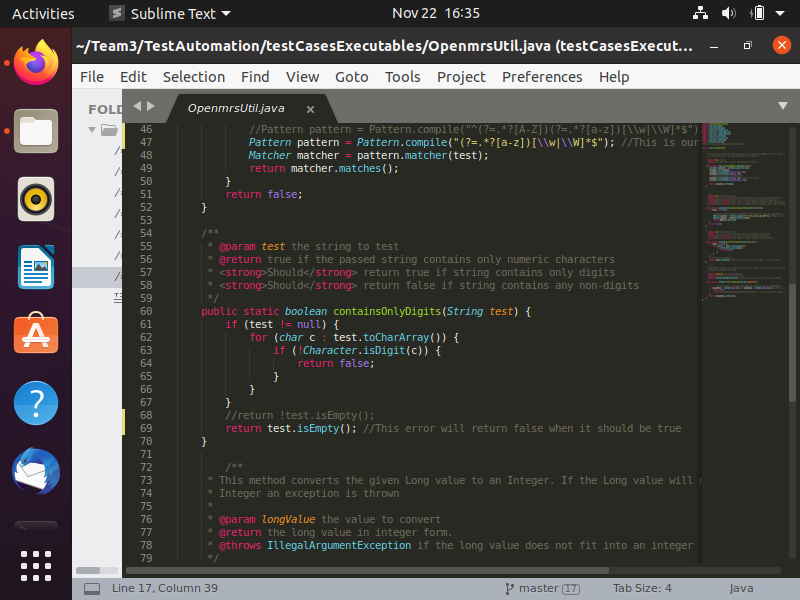 Activities
Sublime Text
Nov 22 16:35
~/Team3/TestAutomation/testCasesExecutables/OpenmrsUtil.java (testCasesExecut...
File Edit Selection Find View Goto Tools Project Preferences Help
FOLD
OpenmrsUtil.java
46 //Pattern pattern = Pattern.compile("^(?=.*?[A-Z])(?=.*?[a-z])[\\w|\\W]*$")
47 Pattern pattern = Pattern.compile("(?=.*?[a-z])[\\w|\\W]*$"); //This is our
48 Matcher matcher = pattern.matcher(test);
49 return matcher.matches();
50 }
51 return false;
52 }
53
54 /**
55 * @param test the string to test
56 * @return true if the passed string contains only numeric characters
57 * <strong>Should</strong> return true if string contains only digits
58 * <strong>Should</strong> return false if string contains any non-digits
59 */
60 public static boolean containsOnlyDigits(String test) {
61 if (test != null) {
62 for (char c : test.toCharArray()) {
63 if (!Character.isDigit(c)) {
64 return false;
65 }
66 }
67 }
68 //return !test.isEmpty();
69 return test.isEmpty(); //This error will return false when it should be true
70 }
71
72 /**
73 * This method converts the given Long value to an Integer. If the Long value will
74 * Integer an exception is thrown
75 *
76 * @param longValue the value to convert
77 * @return the long value in integer form.
78 * @throws IllegalArgumentException if the long value does not fit into an integer
79 */
Line 17, Column 39
master 17
Tab Size: 4
Java